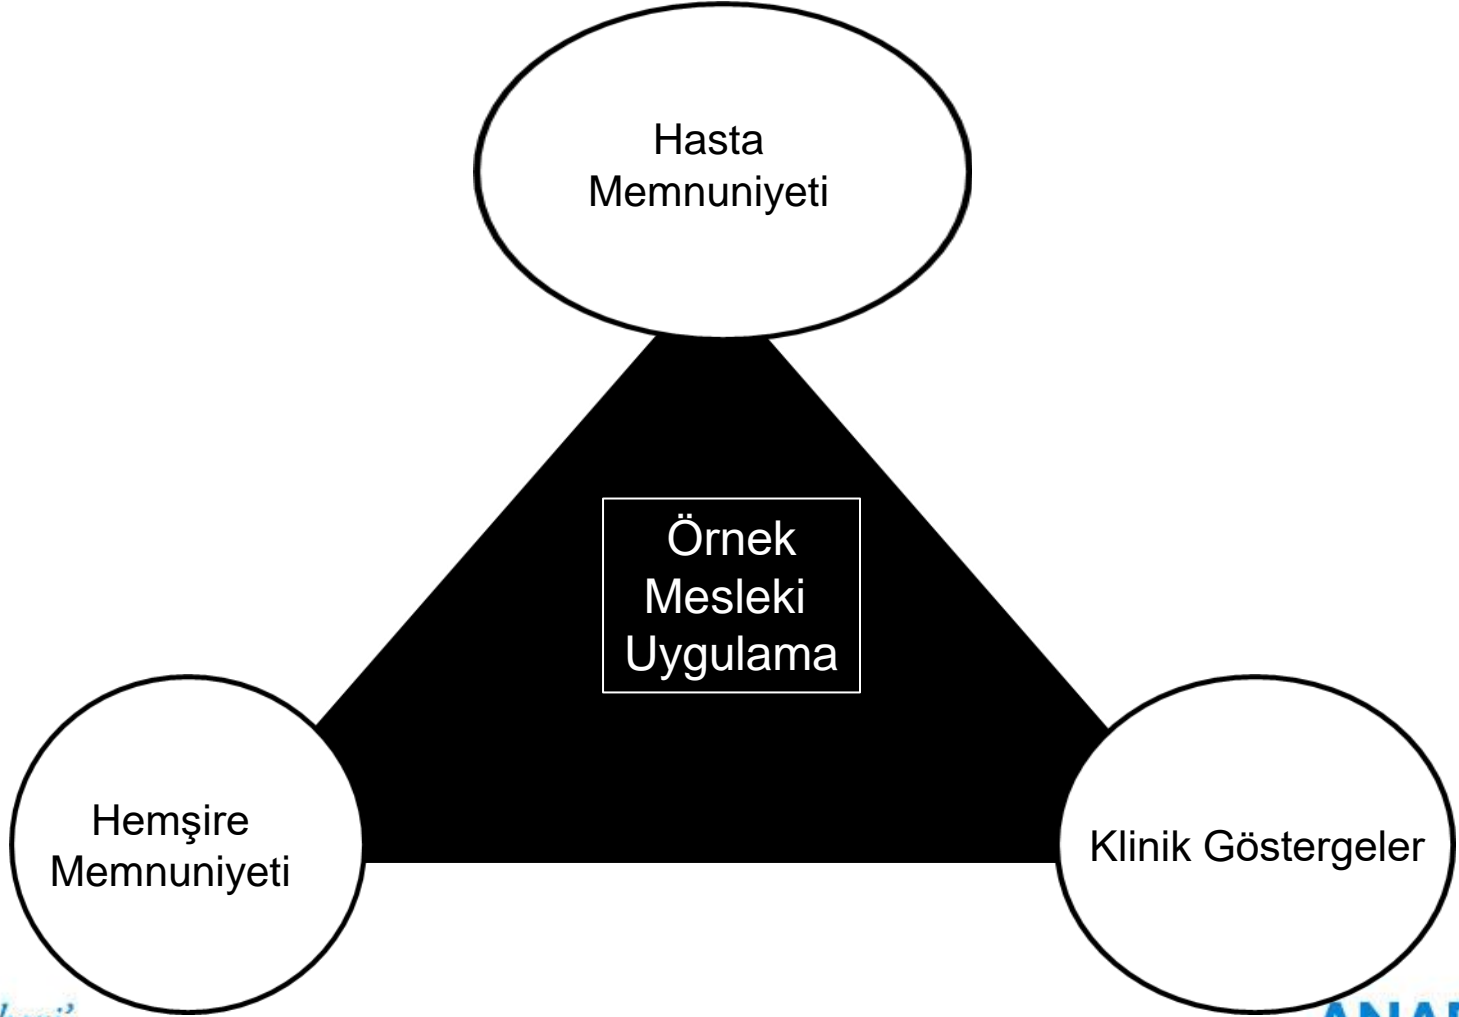 Hasta
Memnuniyeti
Örnek
Mesleki
Uygulama
Hemşire
Memnuniyeti
Klinik Göstergeler